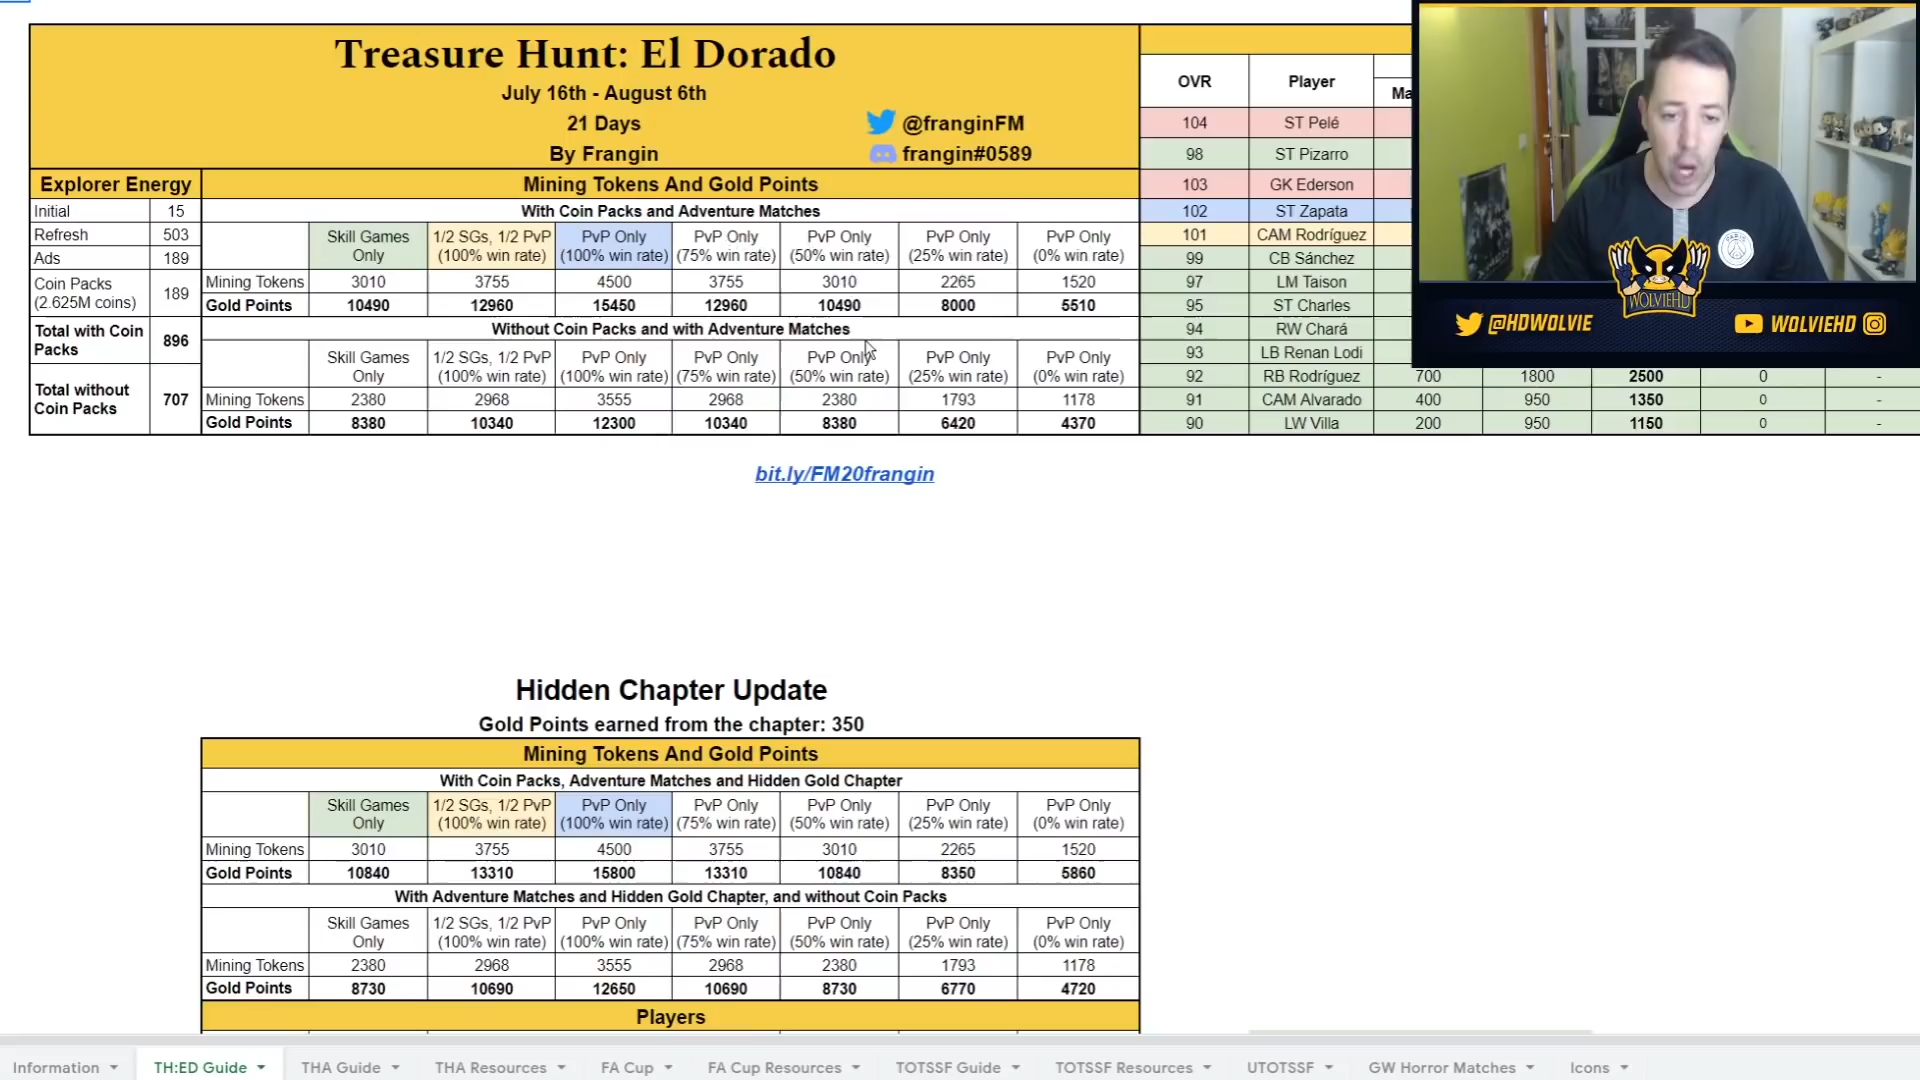 Treasure Hunt: El Dorado
July 16th - August 6th
21 Days
@franginFM
By Frangin
frangin#0589
Explorer Energy
Mining Tokens And Gold Points
Initial 15
With Coin Packs and Adventure Matches
Refresh 503
Ads 189
Coin Packs (2.625M coins) 189
Total with Coin Packs 896
Total without Coin Packs 707
Skill Games Only
1/2 SGs, 1/2 PvP (100% win rate)
PvP Only (100% win rate)
PvP Only (75% win rate)
PvP Only (50% win rate)
PvP Only (25% win rate)
PvP Only (0% win rate)
Mining Tokens 3010 3755 4500 3755 3010 2265 1520
Gold Points 10490 12960 15450 12960 10490 8000 5510
Without Coin Packs and with Adventure Matches
Skill Games Only
1/2 SGs, 1/2 PvP (100% win rate)
PvP Only (100% win rate)
PvP Only (75% win rate)
PvP Only (50% win rate)
PvP Only (25% win rate)
PvP Only (0% win rate)
Mining Tokens 2380 2968 3555 2968 2380 1793 1178
Gold Points 8380 10340 12300 10340 8380 6420 4370
OVR Player Ma
104 ST Pelé
98 ST Pizarro
103 GK Ederson
102 ST Zapata
101 CAM Rodríguez
99 CB Sánchez
97 LM Taison
95 ST Charles
94 RW Chará
93 LB Renan Lodi
92 RB Rodríguez 700 1800 2500 0 -
91 CAM Alvarado 400 950 1350 0 -
90 LW Villa 200 950 1150 0 -
WOLVIEHD
@HDWOLVIE
WOLVIEHD
bit.ly/FM20frangin
Hidden Chapter Update
Gold Points earned from the chapter: 350
Mining Tokens And Gold Points
With Coin Packs, Adventure Matches and Hidden Gold Chapter
Skill Games Only
1/2 SGs, 1/2 PvP (100% win rate)
PvP Only (100% win rate)
PvP Only (75% win rate)
PvP Only (50% win rate)
PvP Only (25% win rate)
PvP Only (0% win rate)
Mining Tokens 3010 3755 4500 3755 3010 2265 1520
Gold Points 10840 13310 15800 13310 10840 8350 5860
With Adventure Matches and Hidden Gold Chapter, and without Coin Packs
Skill Games Only
1/2 SGs, 1/2 PvP (100% win rate)
PvP Only (100% win rate)
PvP Only (75% win rate)
PvP Only (50% win rate)
PvP Only (25% win rate)
PvP Only (0% win rate)
Mining Tokens 2380 2968 3555 2968 2380 1793 1178
Gold Points 8730 10690 12650 10690 8730 6770 4720
Players
Information TH:ED Guide THA Guide THA Resources FA Cup FA Cup Resources TOTSSF Guide TOTSSF Resources UTOTSSF GW Horror Matches Icons